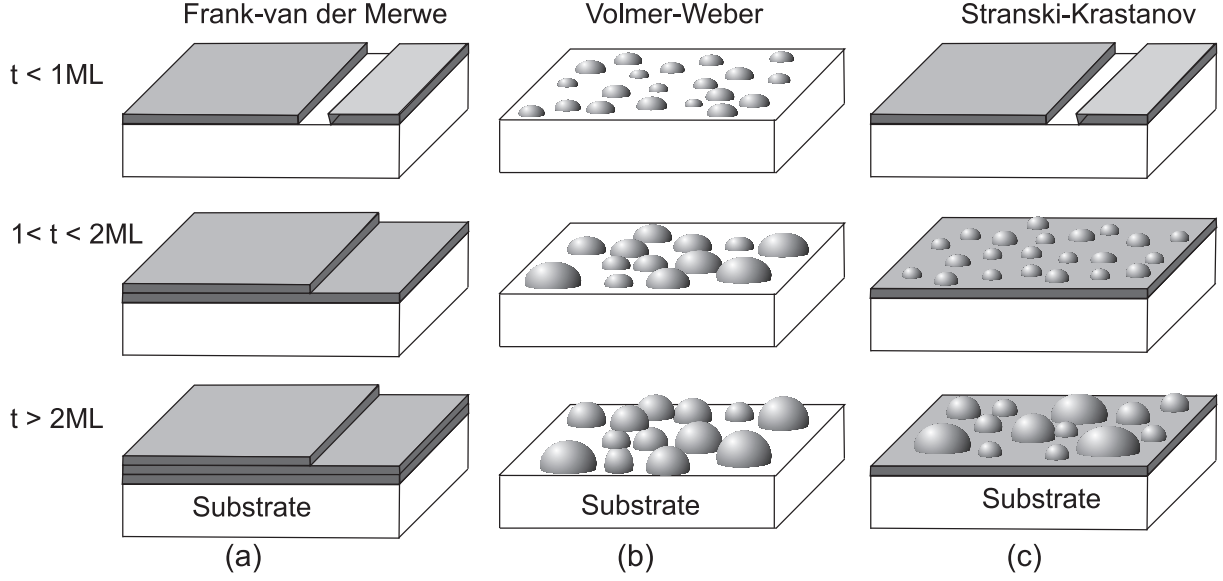 Frank-van der Merwe
Volmer-Weber
Stranski-Krastanov
t < 1ML
1< t < 2ML
t > 2ML
Substrate
Substrate
Substrate
(a)
(b)
(c)